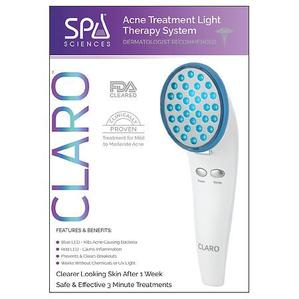 SPA
SCIENCES
Acne Treatment Light
Therapy System
DERMATOLOGIST RECOMMENDED
CLARO
FDA
CLEARED
CLINICALLY
PROVEN
Treatment for Mild
to Moderate Acne
FEATURES & BENEFITS:
Blue LED - Kills Acne-Causing Bacteria
Red LED - Calms Inflammation
Prevents & Clears Breakouts
Works Without Chemicals or UV Light
Clearer Looking Skin After 1 Week
Safe & Effective 3 Minute Treatments
CLARO